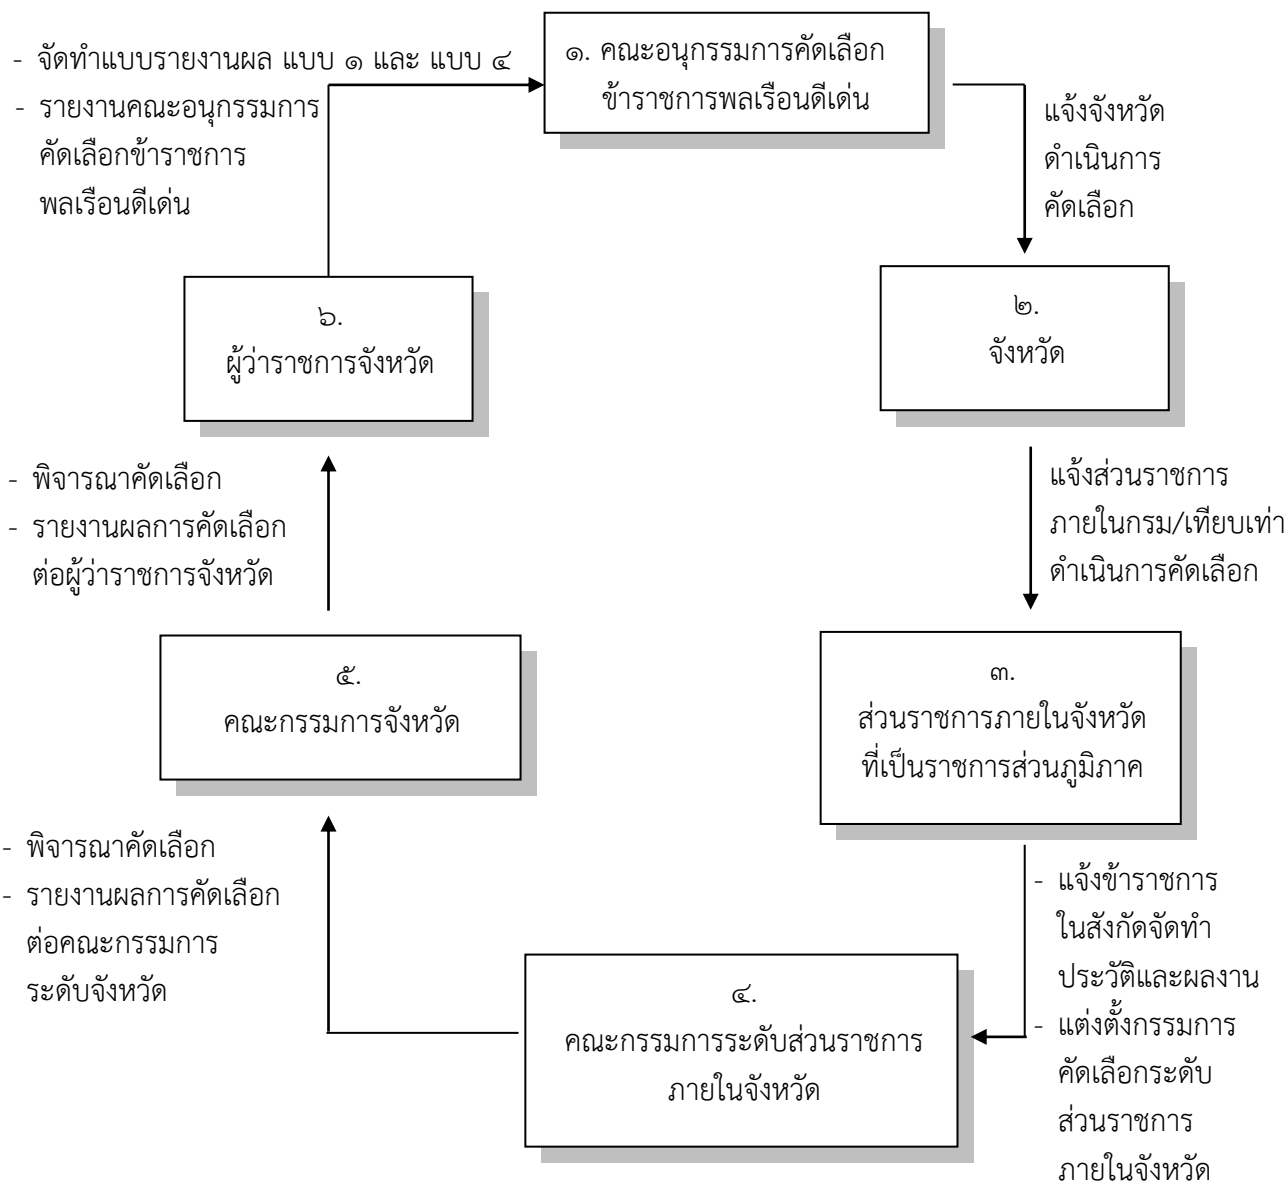 - จัดทำแบบรายงานผล แบบ ๑ และ แบบ ๔
- รายงานคณะอนุกรรมการ
คัดเลือกข้าราชการ
พลเรือนดีเด่น
๑. คณะอนุกรรมการคัดเลือก
ข้าราชการพลเรือนดีเด่น
แจ้งจังหวัด
ดำเนินการ
คัดเลือก
๒.
จังหวัด
แจ้งส่วนราชการ
ภายในกรม/เทียบเท่า
ดำเนินการคัดเลือก
๓.
ส่วนราชการภายในจังหวัด
ที่เป็นราชการส่วนภูมิภาค
- แจ้งข้าราชการ
ในสังกัดจัดทำ
ประวัติและผลงาน
- แต่งตั้งกรรมการ
คัดเลือกระดับ
ส่วนราชการ
ภายในจังหวัด
๔.
คณะกรรมการระดับส่วนราชการ
ภายในจังหวัด
- พิจารณาคัดเลือก
- รายงานผลการคัดเลือก
ต่อคณะกรรมการ
ระดับจังหวัด
๕.
คณะกรรมการจังหวัด
- พิจารณาคัดเลือก
- รายงานผลการคัดเลือก
ต่อผู้ว่าราชการจังหวัด
๖.
ผู้ว่าราชการจังหวัด